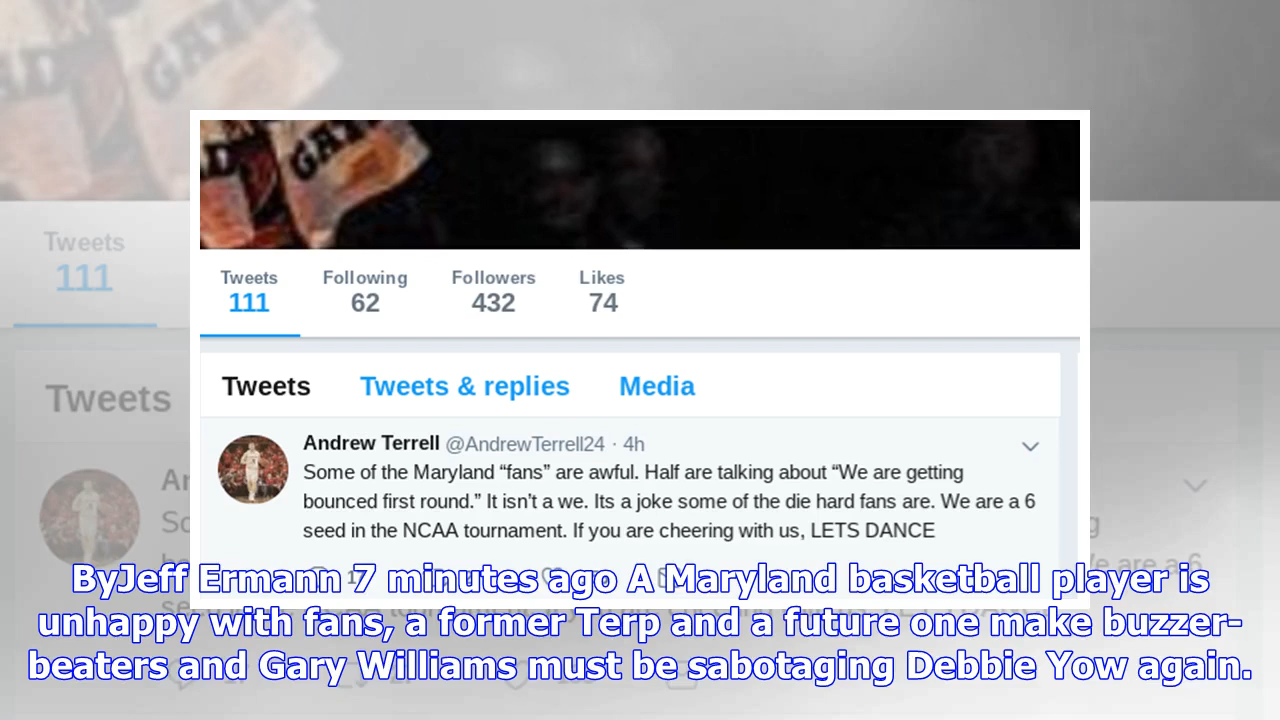 Tweets
111
Following
62
Followers
432
Likes
74
Tweets
Tweets & replies
Media
Andrew Terrell @AndrewTerrell24 · 4h
Some of the Maryland “fans” are awful. Half are talking about “We are getting
bounced first round.” It isn’t a we. Its a joke some of the die hard fans are. We are a 6
seed in the NCAA tournament. If you are cheering with us, LETS DANCE
ByJeff Ermann 7 minutes ago A Maryland basketball player is
unhappy with fans, a former Terp and a future one make buzzer-
beaters and Gary Williams must be sabotaging Debbie Yow again.
Tweets
111
Tweets